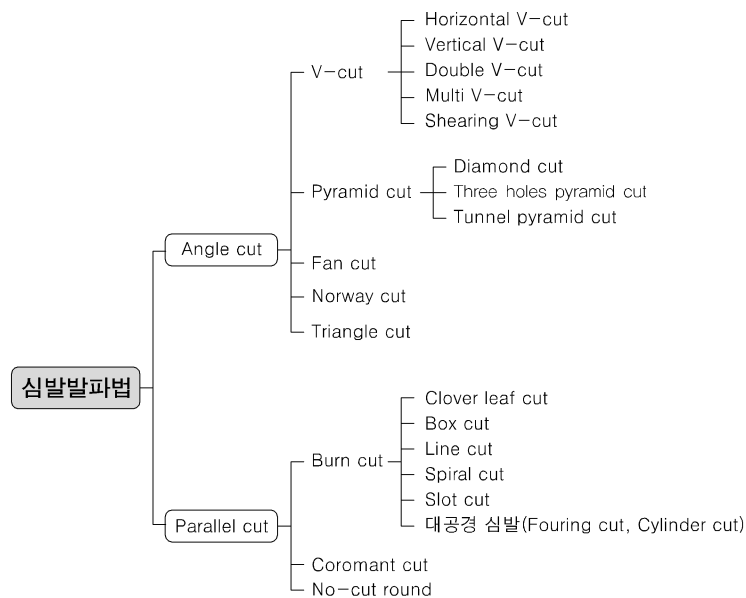 심발발파법
Angle cut
V-cut
Horizontal V-cut
Vertical V-cut
Double V-cut
Multi V-cut
Shearing V-cut
Pyramid cut
Diamond cut
Three holes pyramid cut
Tunnel pyramid cut
Fan cut
Norway cut
Triangle cut
Parallel cut
Burn cut
Clover leaf cut
Box cut
Line cut
Spiral cut
Slot cut
대공경 심발(Fouring cut, Cylinder cut)
Coromant cut
No-cut round